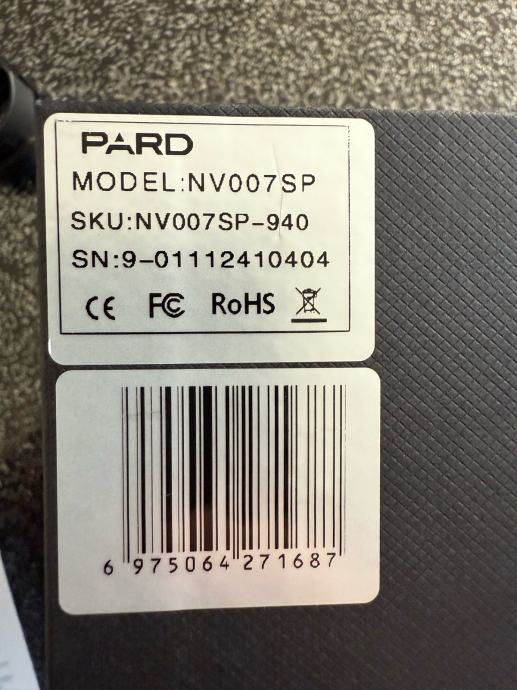 PARD
MODEL:NV007SP
SKU:NV007SP-940
SN:9-01112410404
CE FC RoHS
6 975064 271687